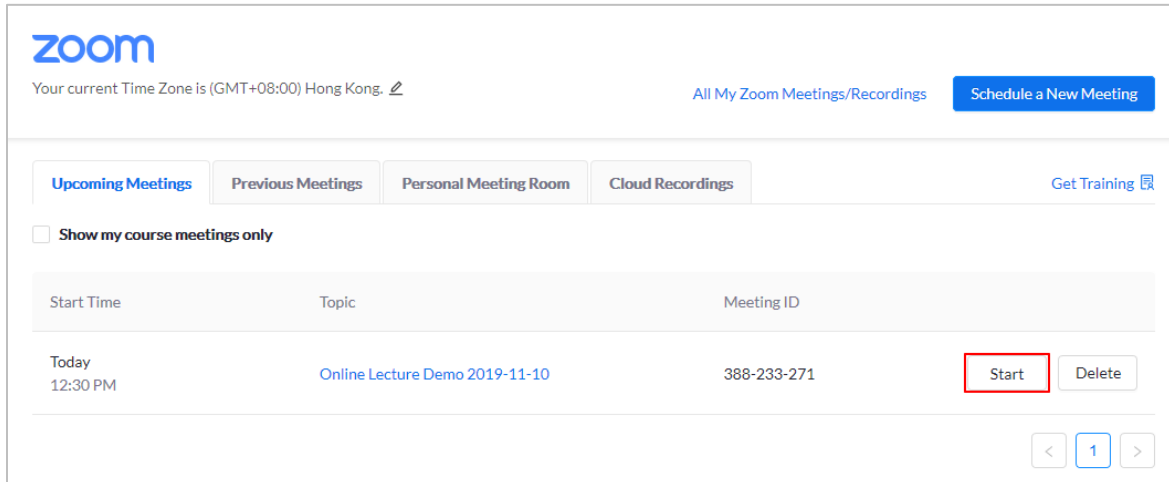 zoom
Your current Time Zone is (GMT+08:00) Hong Kong.
All My Zoom Meetings/Recordings
Schedule a New Meeting
Upcoming Meetings
Previous Meetings
Personal Meeting Room
Cloud Recordings
Get Training
Show my course meetings only
Start Time
Topic
Meeting ID
Today
12:30 PM
Online Lecture Demo 2019-11-10
388-233-271
Start
Delete
< 1 >